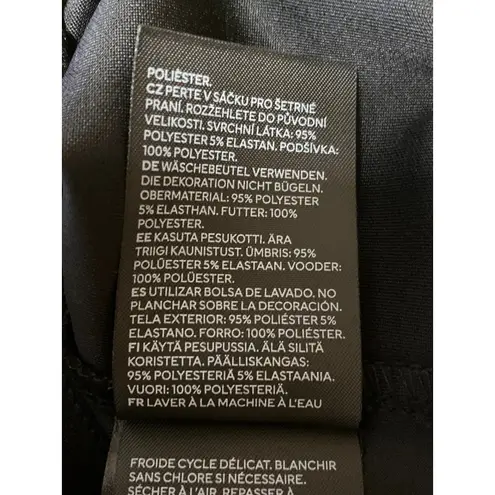 POLIÉSTER.
CZ PERTE V SÁČKU PRO ŠETRNÉ
PRANÍ. ROZŽEHLETE DO PŮVODNÍ
VELIKOSTI. SVRCHNÍ LÁTKA: 95%
POLYESTER 5% ELASTAN. PODŠÍVKA:
100% POLYESTER.
DE WÄSCHEBEUTEL VERWENDEN.
DIE DEKORATION NICHT BÜGELN.
OBERMATERIAL: 95% POLYESTER
5% ELASTHAN. FUTTER: 100%
POLYESTER.
EE KASUTA PESUKOTTI. ÄRA
TRIIGI KAUNISTUST. ÜMBRIS: 95%
POLÜESTER 5% ELASTAAN. VOODER:
100% POLÜESTER.
ES UTILIZAR BOLSA DE LAVADO. NO
PLANCHAR SOBRE LA DECORACIÓN.
TELA EXTERIOR: 95% POLIÉSTER 5%
ELASTANO. FORRO: 100% POLIÉSTER.
FI KÄYTÄ PESUPUSSIA. ÄLÄ SILITÄ
KORISTETTA. PÄÄLLISKANGAS:
95% POLYESTERIÄ 5% ELASTAANIA.
VUORI: 100% POLYESTERIÄ.
FR LAVER À LA MACHINE À L'EAU
FROIDE CYCLE DÉLICAT. BLANCHIR
SANS CHLORE SI NÉCESSAIRE.
SÉCHER À L'AIR. REPASSER À